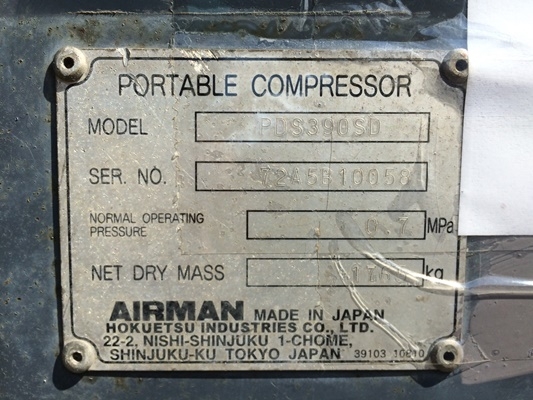 PORTABLE COMPRESSOR
MODEL PDS390SD
SER. NO.
NORMAL OPERATING
PRESSURE 0.7 MPa
NET DRY MASS kg
AIRMAN MADE IN JAPAN
HOKUETSU INDUSTRIES CO., LTD.
22-2, NISHI-SHINJUKU 1-CHOME,
SHINJUKU-KU TOKYO JAPAN 39103